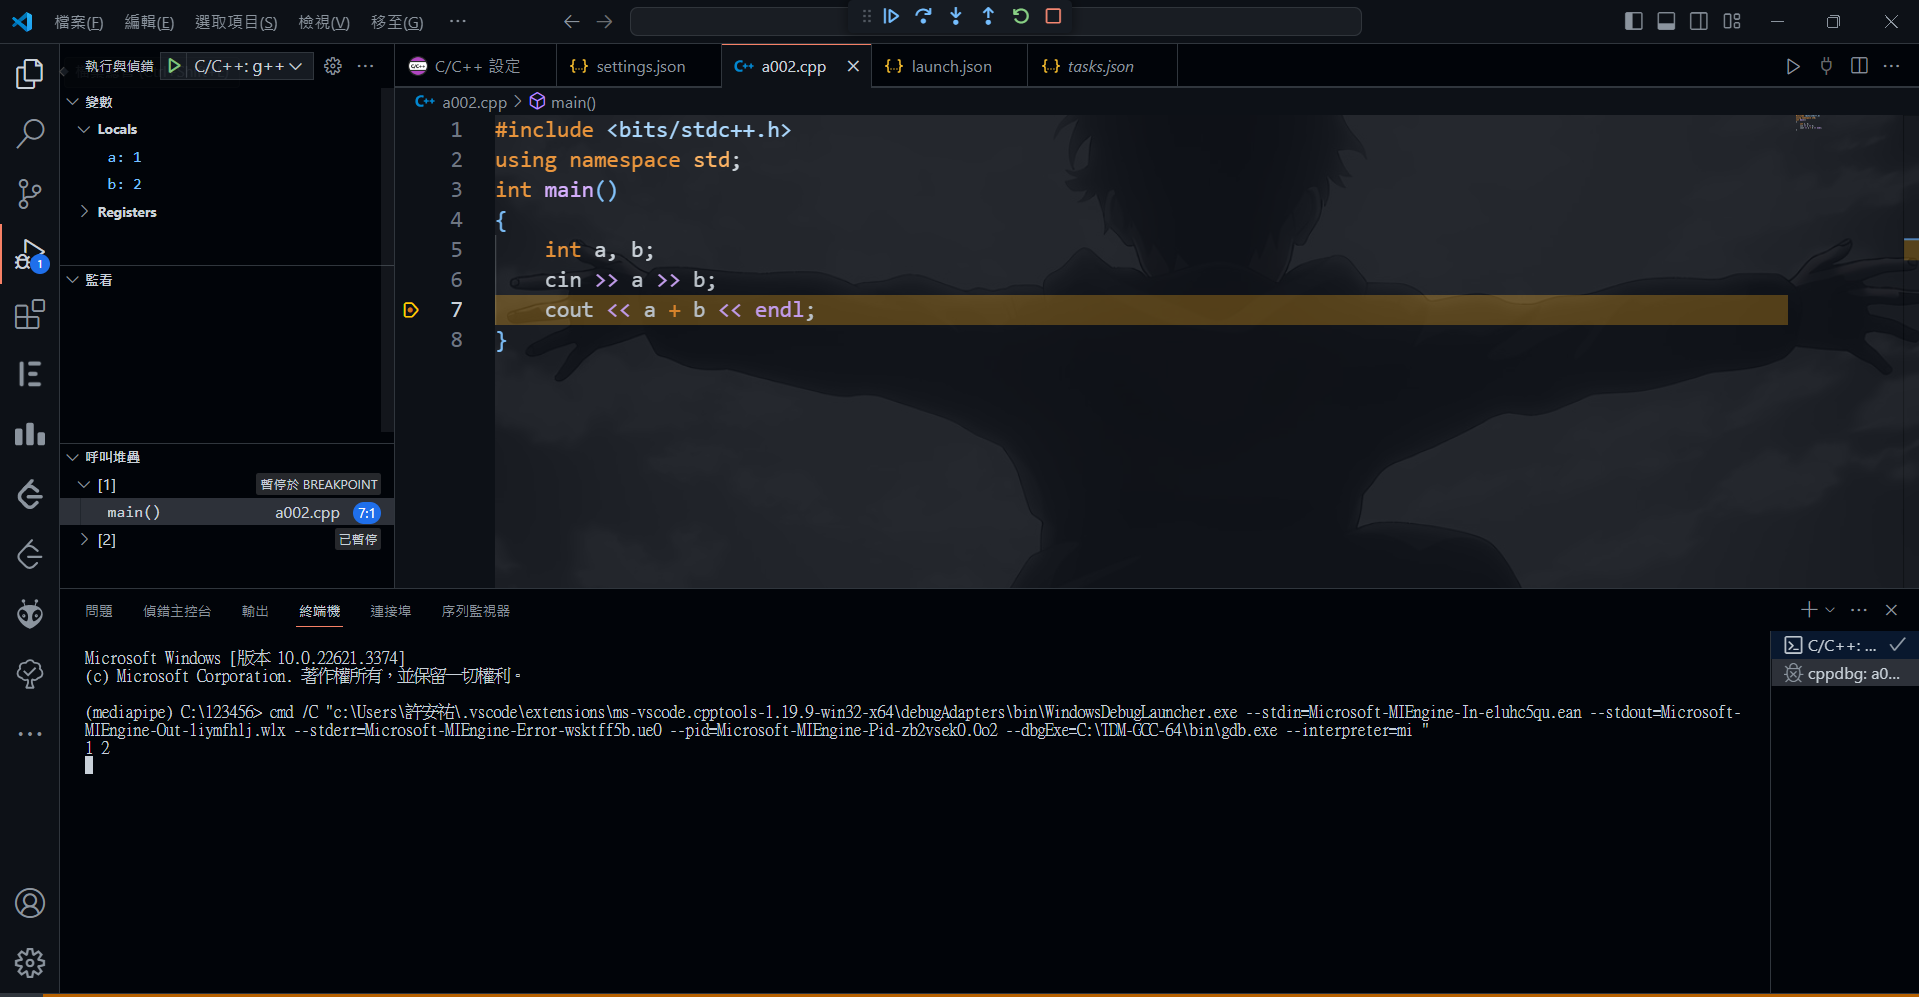 檔案(F) 編輯(E) 選取項目(S) 檢視(V) 移至(G) ···
執行與偵錯 C/C++: g++ ···
C/C++ 設定 settings.json a002.cpp launch.json tasks.json
a002.cpp > main()
變數
Locals
a: 1
b: 2
Registers
監看
呼叫堆疊
[1] 暫停於 BREAKPOINT
main() a002.cpp 7:1
[2] 已暫停
1
1 #include <bits/stdc++.h>
2 using namespace std;
3 int main()
4 {
5 int a, b;
6 cin >> a >> b;
7 cout << a + b << endl;
8 }
問題 偵錯主控台 輸出 終端機 連接埠 序列監視器
Microsoft Windows [版本 10.0.22621.3374]
(c) Microsoft Corporation. 著作權所有，並保留一切權利。
(mediapipe) C:\123456> cmd /C "c:\Users\許安祐\.vscode\extensions\ms-vscode.cpptools-1.19.9-win32-x64\debugAdapters\bin\WindowsDebugLauncher.exe --stdin=Microsoft-MIEngine-In-eluhc5qu.ean --stdout=Microsoft-
MIEngine-Out-liymfhlj.wlx --stderr=Microsoft-MIEngine-Error-wsktff5b.ue0 --pid=Microsoft-MIEngine-Pid-zb2vsek0.0o2 --dbgExe=C:\TDM-GCC-64\bin\gdb.exe --interpreter=mi "
1 2
C/C++: ...
cppdbg: a0...